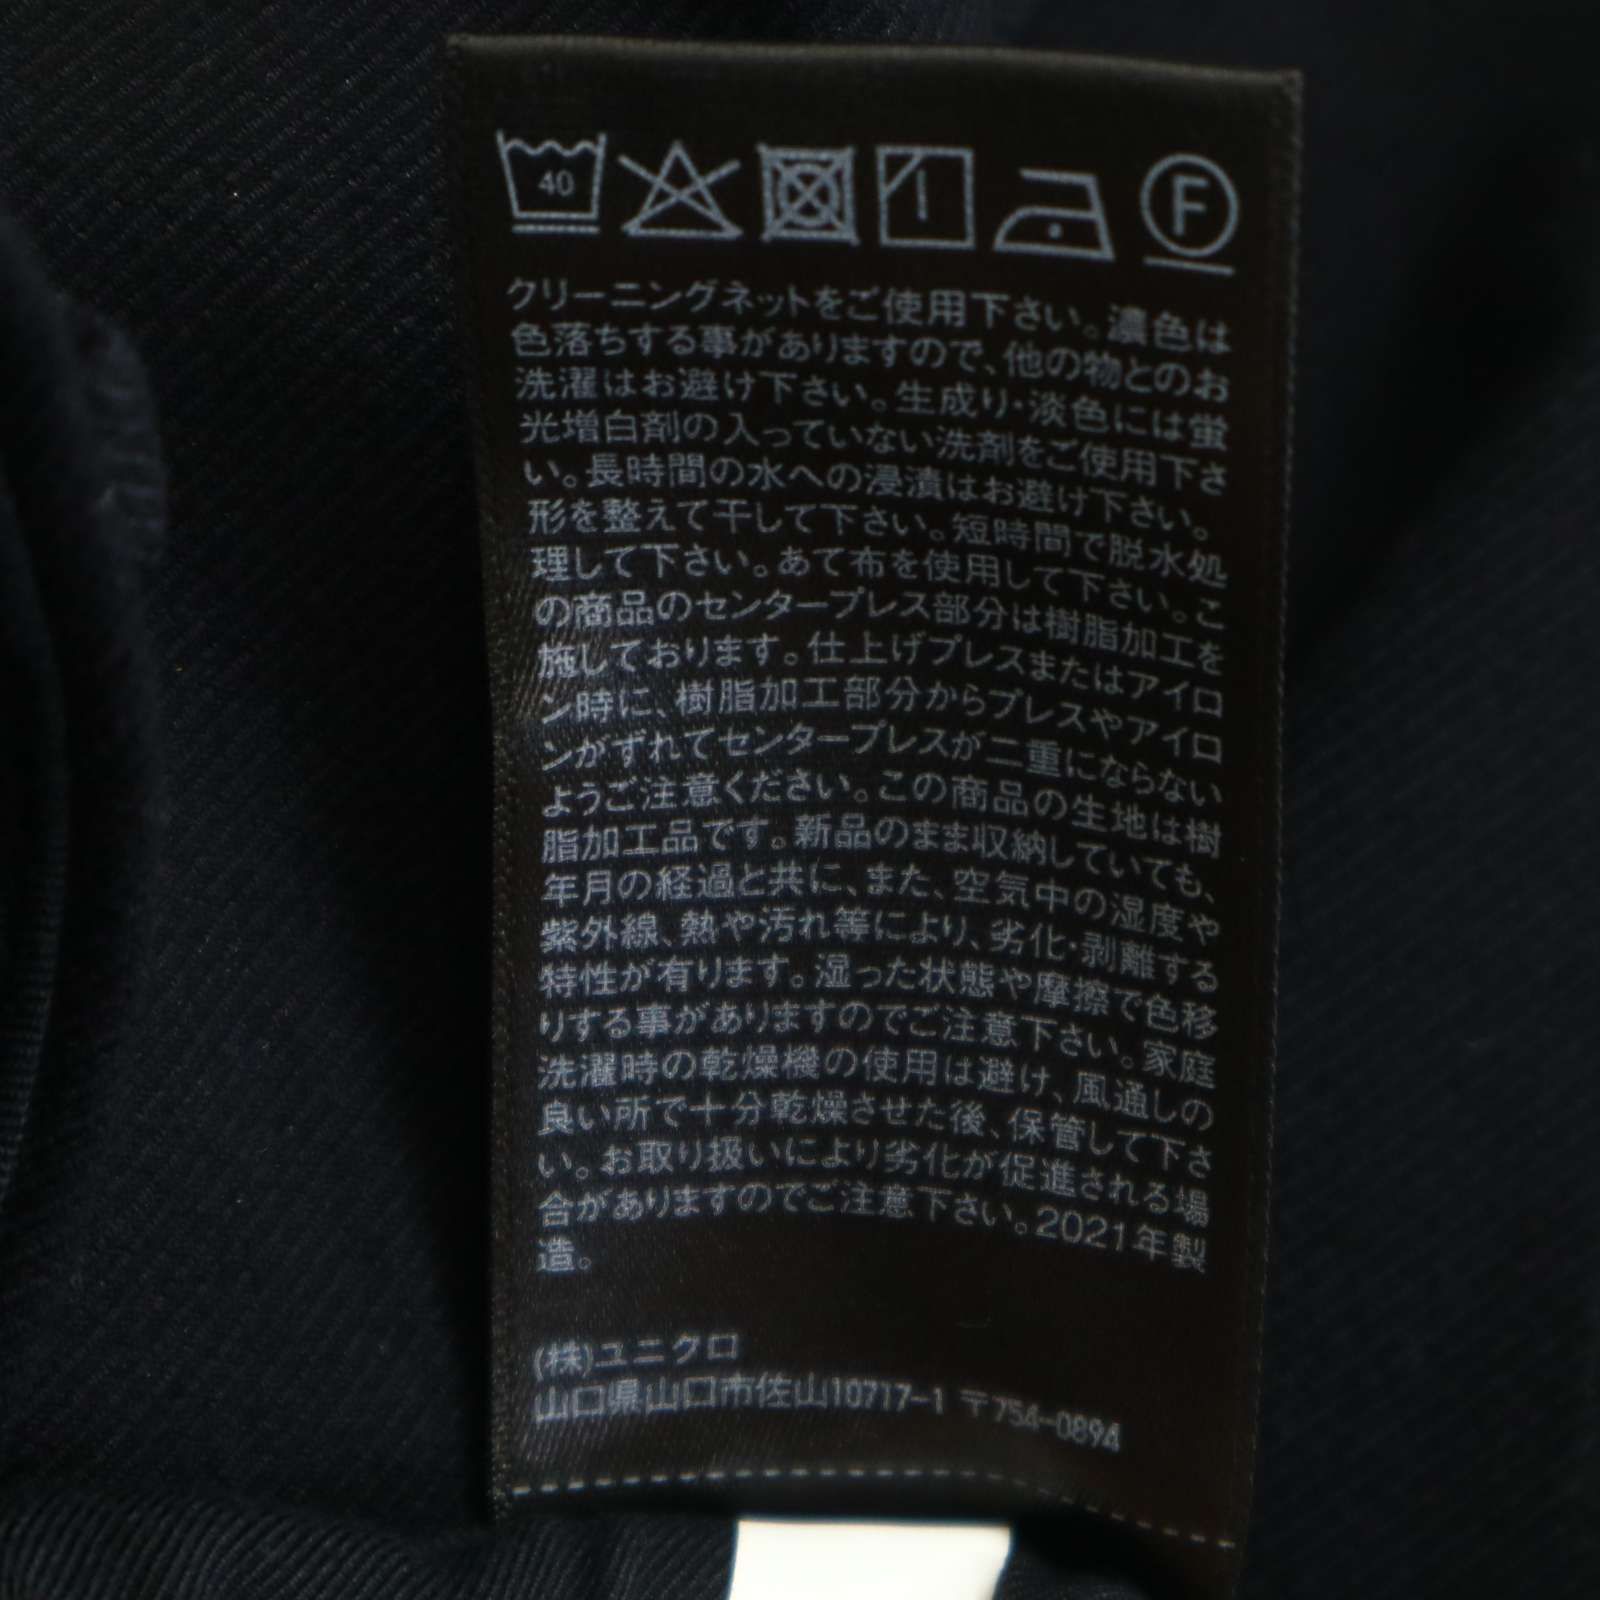 40
F
クリーニングネットをご使用下さい。濃色は
色落ちする事がありますので、他の物とのお
洗濯はお避け下さい。生成り・淡色には蛍
光増白剤の入っていない洗剤をご使用下さ
い。長時間の水への浸漬はお避け下さい。
形を整えて干して下さい。短時間で脱水処
理して下さい。あて布を使用して下さい。こ
の商品のセンタープレス部分は樹脂加工を
施しております。仕上げプレスまたはアイロ
ン時に、樹脂加工部分からプレスやアイロ
ンがずれてセンタープレスが二重にならない
ようご注意ください。この商品の生地は樹
脂加工品です。新品のまま収納していても、
年月の経過と共に、また、空気中の湿度や
紫外線、熱や汚れ等により、劣化・剥離する
特性が有ります。湿った状態や摩擦で色移
りする事がありますのでご注意下さい。家庭
洗濯時の乾燥機の使用は避け、風通しの
良い所で十分乾燥させた後、保管して下さ
い。お取り扱いにより劣化が促進される場
合がありますのでご注意下さい。2021年製
造。
(株)ユニクロ
山口県山口市佐山10717-1 〒754-0894